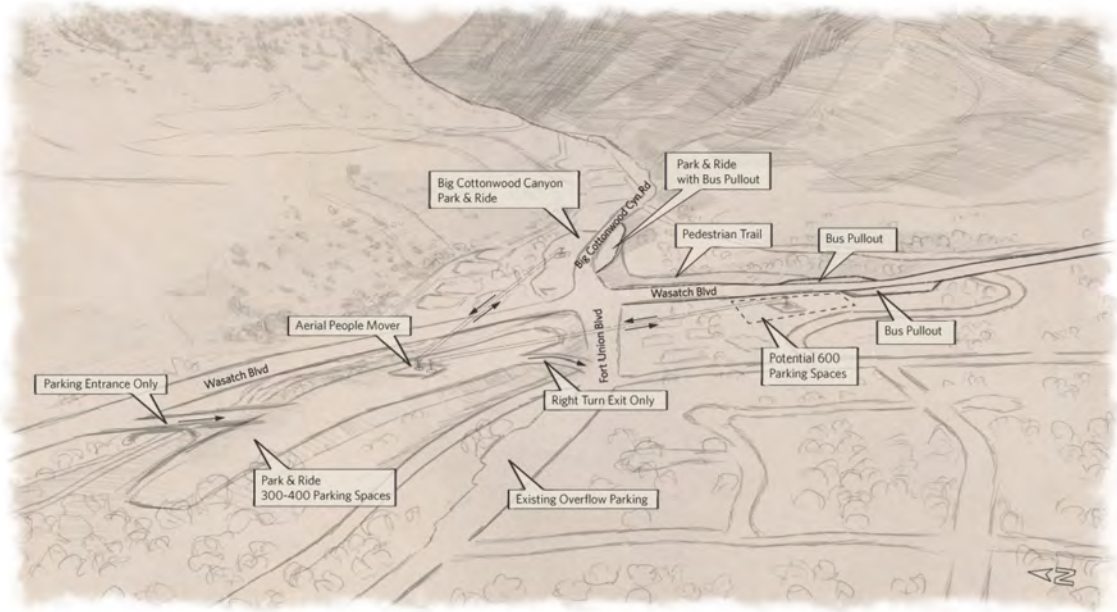 Park & Ride
with Bus Pullout
Big Cottonwood Canyon
Park & Ride
Big Cottonwood Cyn Rd
Pedestrian Trail
Bus Pullout
Wasatch Blvd
Bus Pullout
Aerial People Mover
Fort Union Blvd
Potential 600
Parking Spaces
Wasatch Blvd
Parking Entrance Only
Right Turn Exit Only
Park & Ride
300-400 Parking Spaces
Existing Overflow Parking
N